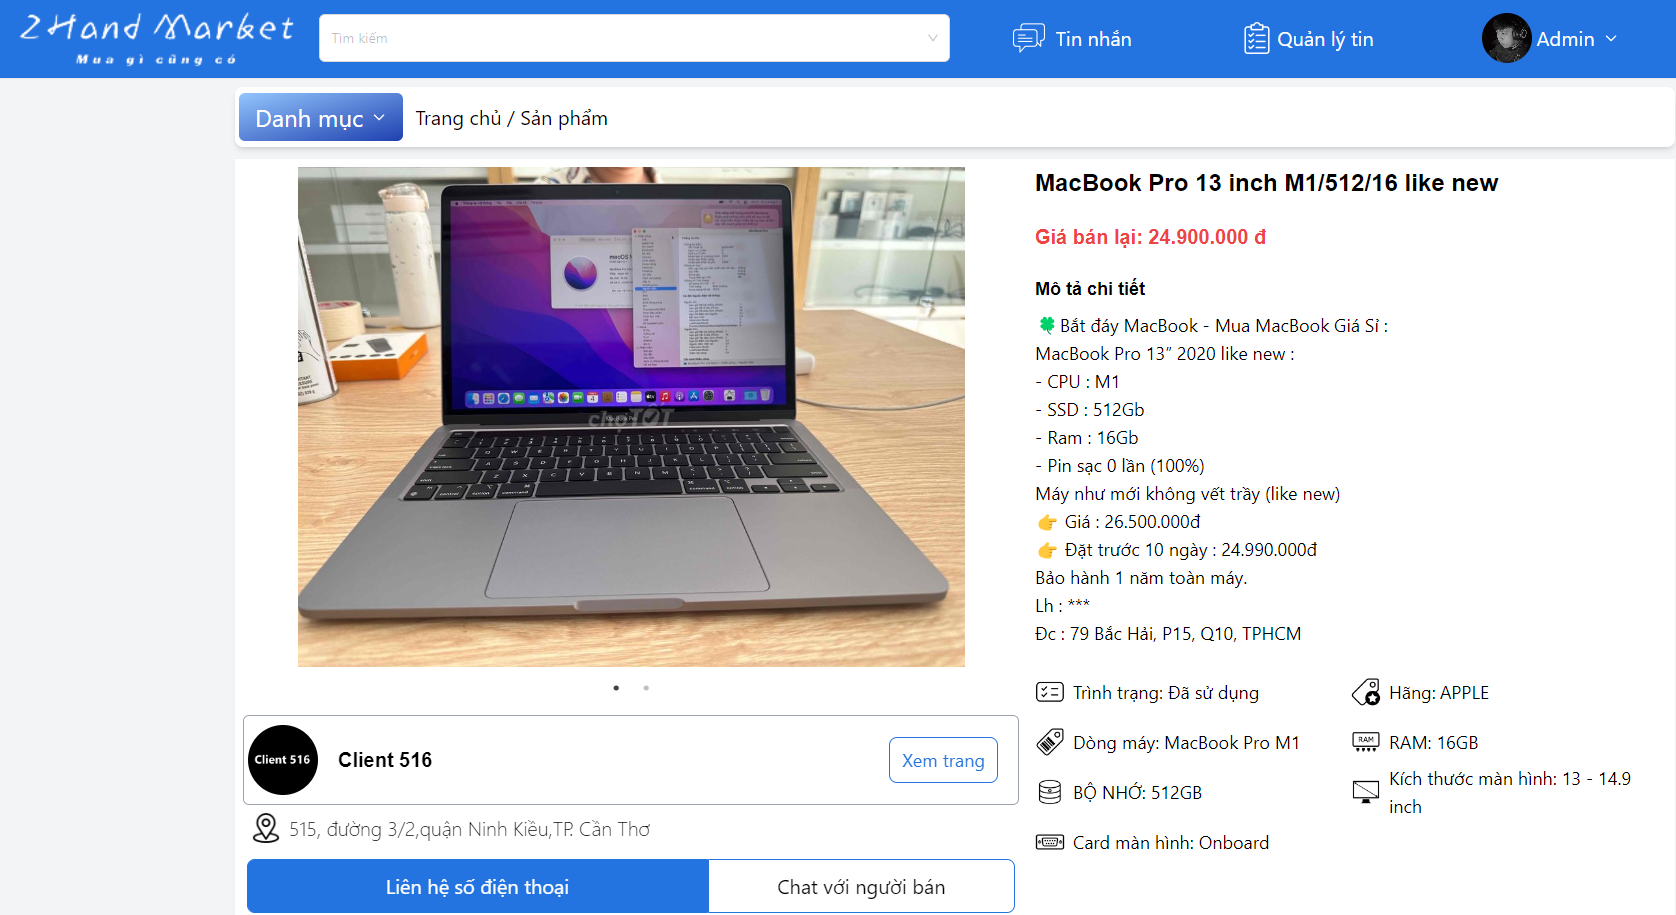 2Hand Market
Mua gì cũng có
Tìm kiếm
Tin nhắn
Quản lý tin
Admin
Danh mục
Trang chủ / Sản phẩm
chợTỐT
MacBook Pro 13 inch M1/512/16 like new
Giá bán lại: 24.900.000 đ
Mô tả chi tiết
🍀 Bắt đáy MacBook - Mua MacBook Giá Sỉ :
MacBook Pro 13” 2020 like new :
- CPU : M1
- SSD : 512Gb
- Ram : 16Gb
- Pin sạc 0 lần (100%)
Máy như mới không vết trầy (like new)
👉 Giá : 26.500.000đ
👉 Đặt trước 10 ngày : 24.990.000đ
Bảo hành 1 năm toàn máy.
Lh : ***
Đc : 79 Bắc Hải, P15, Q10, TPHCM
Trình trạng: Đã sử dụng
Hãng: APPLE
Dòng máy: MacBook Pro M1
RAM
RAM: 16GB
BỘ NHỚ: 512GB
Kích thước màn hình: 13 - 14.9
inch
Card màn hình: Onboard
Client 516
Client 516
Xem trang
515, đường 3/2,quận Ninh Kiều,TP. Cần Thơ
Liên hệ số điện thoại
Chat với người bán